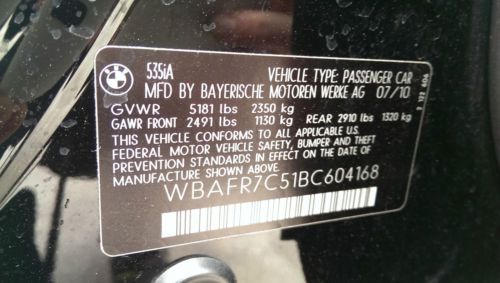 BMW
535iA VEHICLE TYPE: PASSENGER CAR
MFD BY BAYERISCHE MOTOREN WERKE AG 07/10
GVWR 5181 lbs 2350 kg
GAWR FRONT 2491 lbs 1130 kg REAR 2910 lbs 1320 kg
THIS VEHICLE CONFORMS TO ALL APPLICABLE
FEDERAL MOTOR VEHICLE SAFETY, BUMPER AND THEFT
PREVENTION STANDARDS IN EFFECT ON THE DATE OF
MANUFACTURE SHOWN ABOVE.
WBAFR7C51BC604168